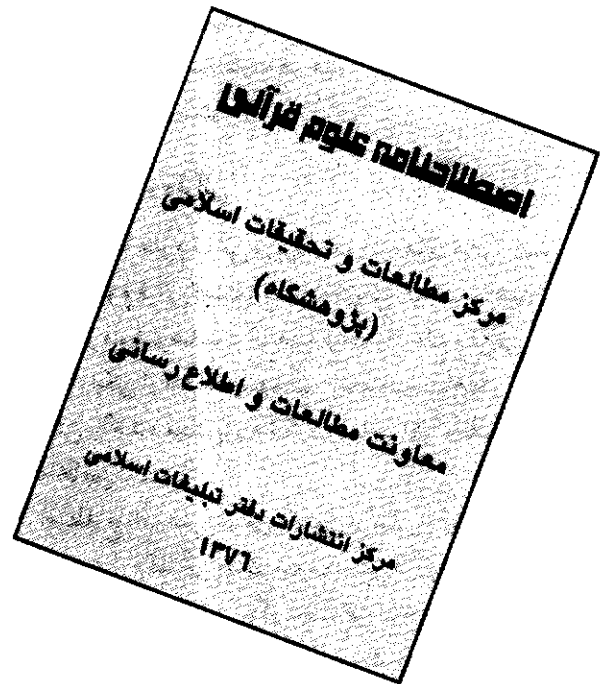 اصطلاحنامه علوم قرآنی
مرکز مطالعات و تحقیقات اسلامی
(پژوهشگاه)
معاونت مطالعات و اطلاع رسانی
مرکز انتشارات دفتر تبلیغات اسلامی
۱۳۷۶